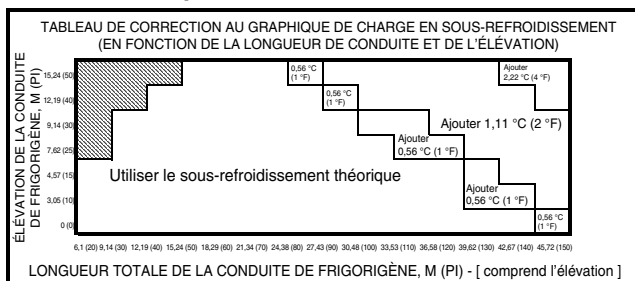 TABLEAU DE CORRECTION AU GRAPHIQUE DE CHARGE EN SOUS-REFROIDISSEMENT
(EN FONCTION DE LA LONGUEUR DE CONDUITE ET DE L'ÉLÉVATION)
ÉLÉVATION DE LA CONDUITE
DE FRIGORIGÈNE, M (PI)
15,24 (50)
12,19 (40)
9,14 (30)
7,62 (25)
4,57 (15)
3,05 (10)
0 (0)
0,56 °C
(1 °F)
0,56 °C
(1 °F)
Ajouter
2,22 °C (4 °F)
Ajouter 1,11 °C (2 °F)
Ajouter
0,56 °C (1 °F)
Utiliser le sous-refroidissement théorique
Ajouter
0,56 °C (1 °F)
0,56 °C
(1 °F)
6,1 (20) 9,14 (30) 12,19 (40) 15,24 (50) 18,29 (60) 21,34 (70) 24,38 (80) 27,43 (90) 30,48 (100) 33,53 (110) 36,58 (120) 39,62 (130) 42,67 (140) 45,72 (150)
LONGUEUR TOTALE DE LA CONDUITE DE FRIGORIGÈNE, M (PI) - [ comprend l'élévation ]